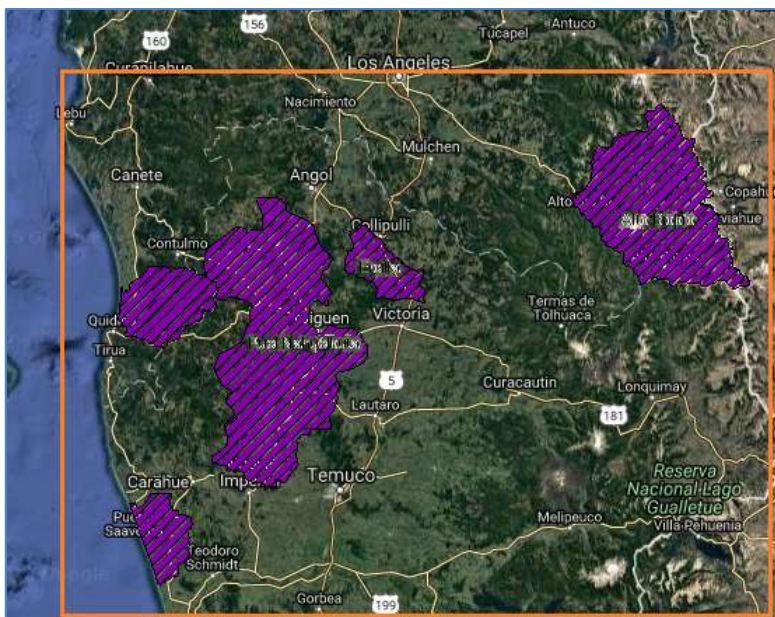 156
Antuco
160
Tucapel
Curanilahue
Los Angeles
Nacimiento
Lebu
Mulchen
Canete
Angol
Copahue
Alto
Collipulli
Contulmo
Termas de
Tolhuaca
Victoria
Tirua
5
Curacautin
Lonquimay
Lautaro
181
Carahue
Temuco
Reserva
Nacional Lago
Gualletue
Melipeuco
Villa Pehuenia
Saave
Teodoro
Schmidt
Gorbea
199